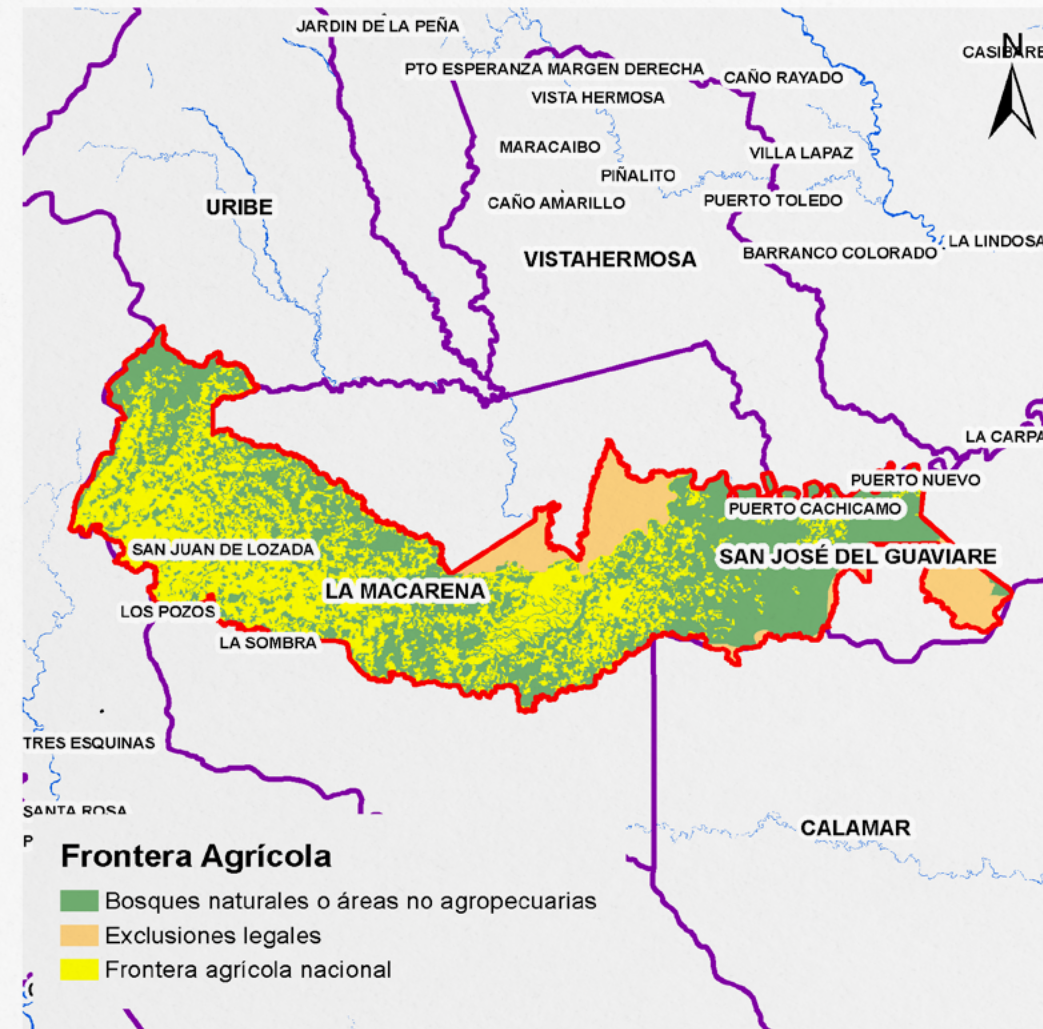 JARDIN DE LA PEÑA
N
CASIBARE
PTO ESPERANZA MARGEN DERECHA
CAÑO RAYADO
VISTA HERMOSA
MARACAIBO
VILLA LAPAZ
PIÑALITO
CAÑO AMARILLO
PUERTO TOLEDO
URIBE
LA LINDOSA
BARRANCO COLORADO
VISTAHERMOSA
LA CARPA
PUERTO NUEVO
PUERTO CACHICAMO
SAN JUAN DE LOZADA
SAN JOSÉ DEL GUAVIARE
LA MACARENA
LOS POZOS
LA SOMBRA
TRES ESQUINAS
SANTA ROSA
P
CALAMAR
Frontera Agrícola
Bosques naturales o áreas no agropecuarias
Exclusiones legales
Frontera agrícola nacional